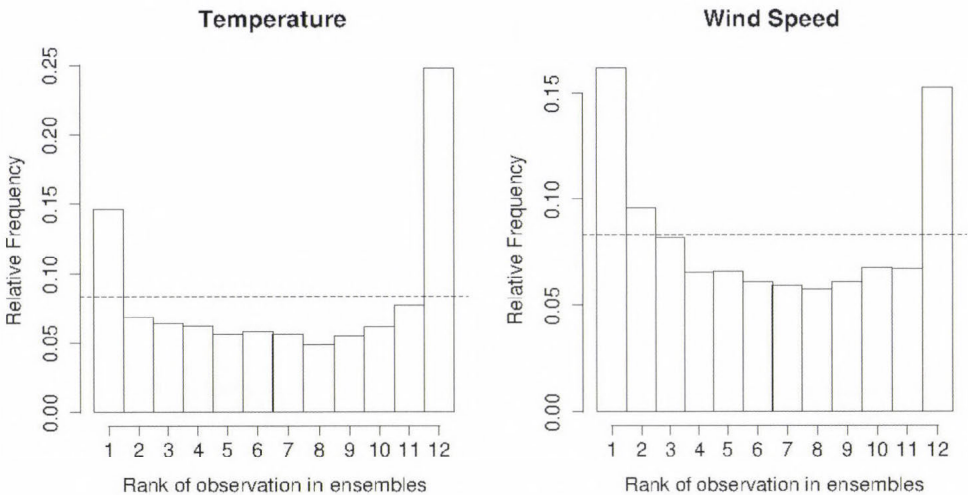 Temperature
Relative Frequency
0.25
0.20
0.15
0.10
0.05
0.00
1 2 3 4 5 6 7 8 9 10 11 12
Rank of observation in ensembles
Wind Speed
Relative Frequency
0.15
0.10
0.05
0.00
1 2 3 4 5 6 7 8 9 10 11 12
Rank of observation in ensembles